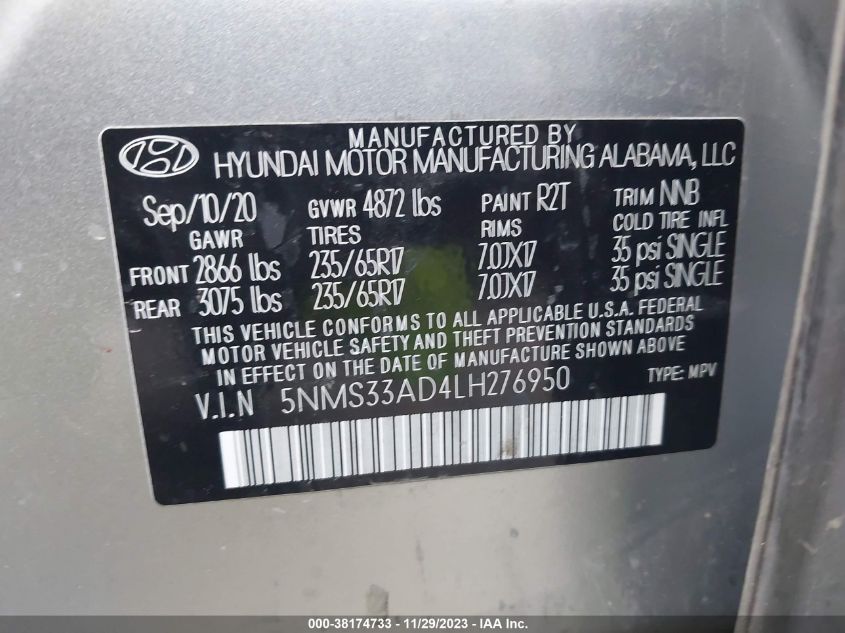 MANUFACTURED BY
HYUNDAI MOTOR MANUFACTURING ALABAMA, LLC
Sep/10/20 GVWR 4872 lbs PAINT R2T TRIM NNB
GAWR TIRES RIMS COLD TIRE INFL
FRONT 2866 lbs 235/65R17 7.0JX17 35 psi SINGLE
REAR 3075 lbs 235/65R17 7.0JX17 35 psi SINGLE
THIS VEHICLE CONFORMS TO ALL APPLICABLE U.S.A. FEDERAL
MOTOR VEHICLE SAFETY AND THEFT PREVENTION STANDARDS
IN EFFECT ON THE DATE OF MANUFACTURE SHOWN ABOVE
V.I.N 5NMS33AD4LH276950 TYPE: MPV
000-38174733 - 11/29/2023 - IAA Inc.